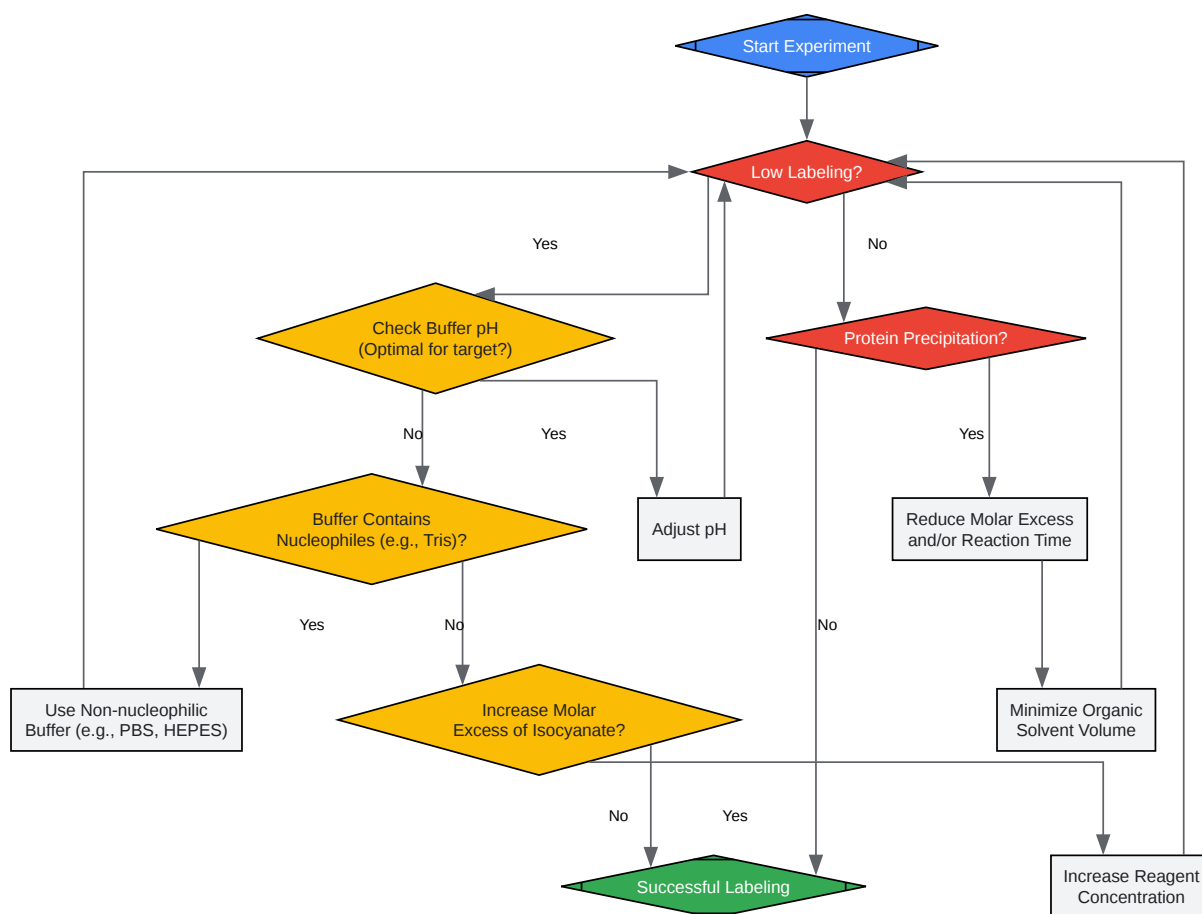 Start Experiment
Low Labeling?
Yes
No
Check Buffer pH
(Optimal for target?)
Protein Precipitation?
No
Yes
Yes
Buffer Contains
Nucleophiles (e.g., Tris)?
Adjust pH
Reduce Molar Excess
and/or Reaction Time
Yes
No
No
Use Non-nucleophilic
Buffer (e.g., PBS, HEPES)
Increase Molar
Excess of Isocyanate?
Minimize Organic
Solvent Volume
No
Yes
Successful Labeling
Increase Reagent
Concentration